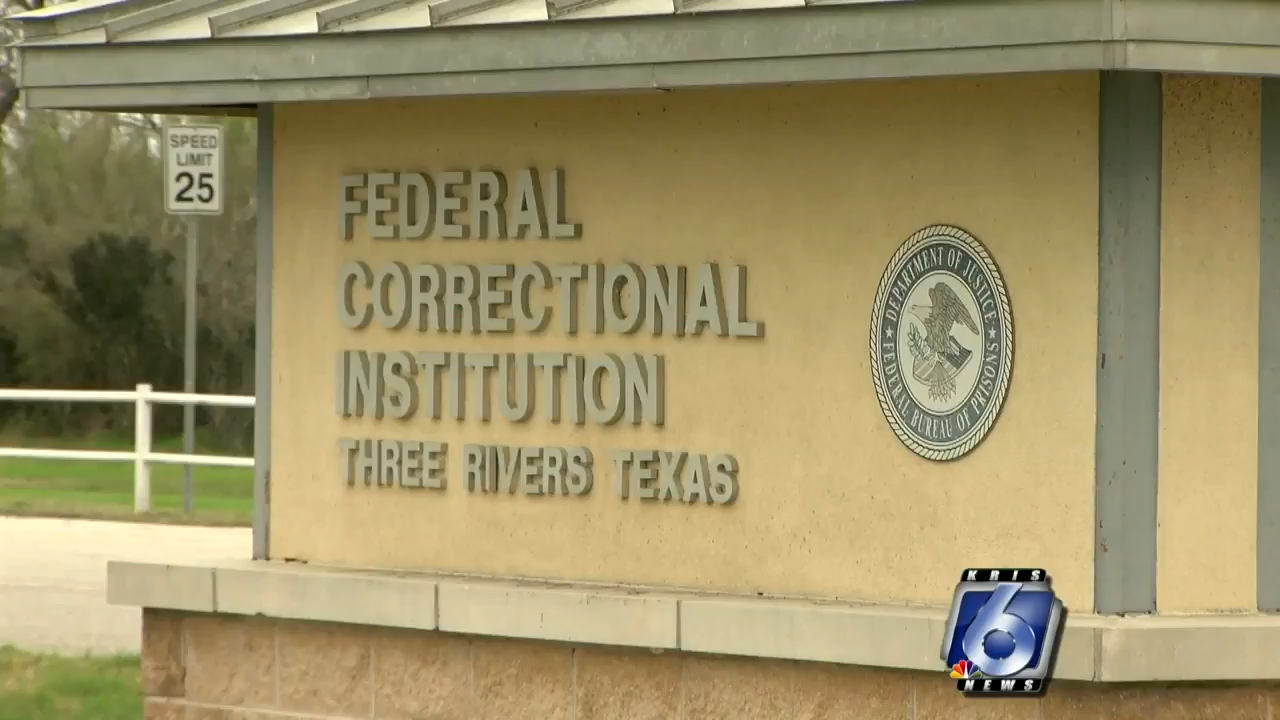 SPEED
LIMIT
25
FEDERAL
CORRECTIONAL
INSTITUTION
THREE RIVERS TEXAS
DEPARTMENT OF JUSTICE
FEDERAL BUREAU OF PRISONS
KRIS
6
NEWS